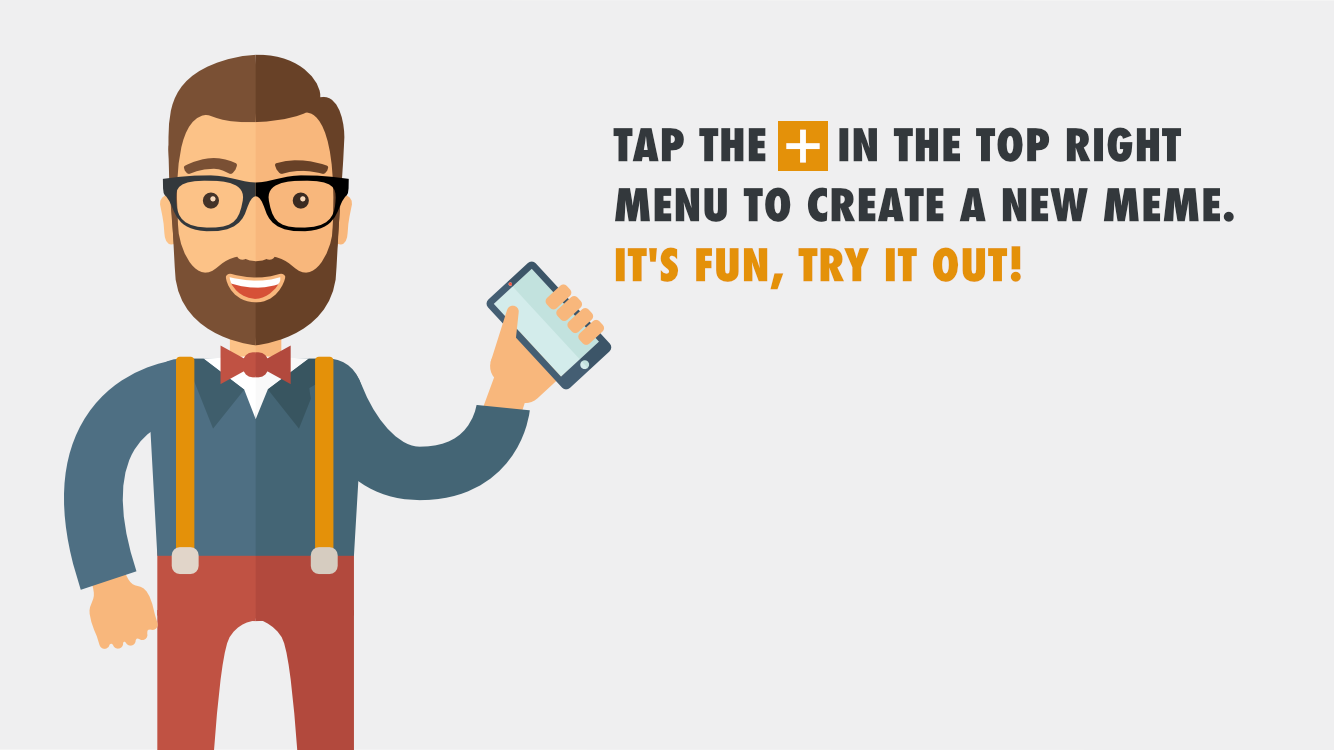 TAP THE + IN THE TOP RIGHT
MENU TO CREATE A NEW MEME.
IT'S FUN, TRY IT OUT!